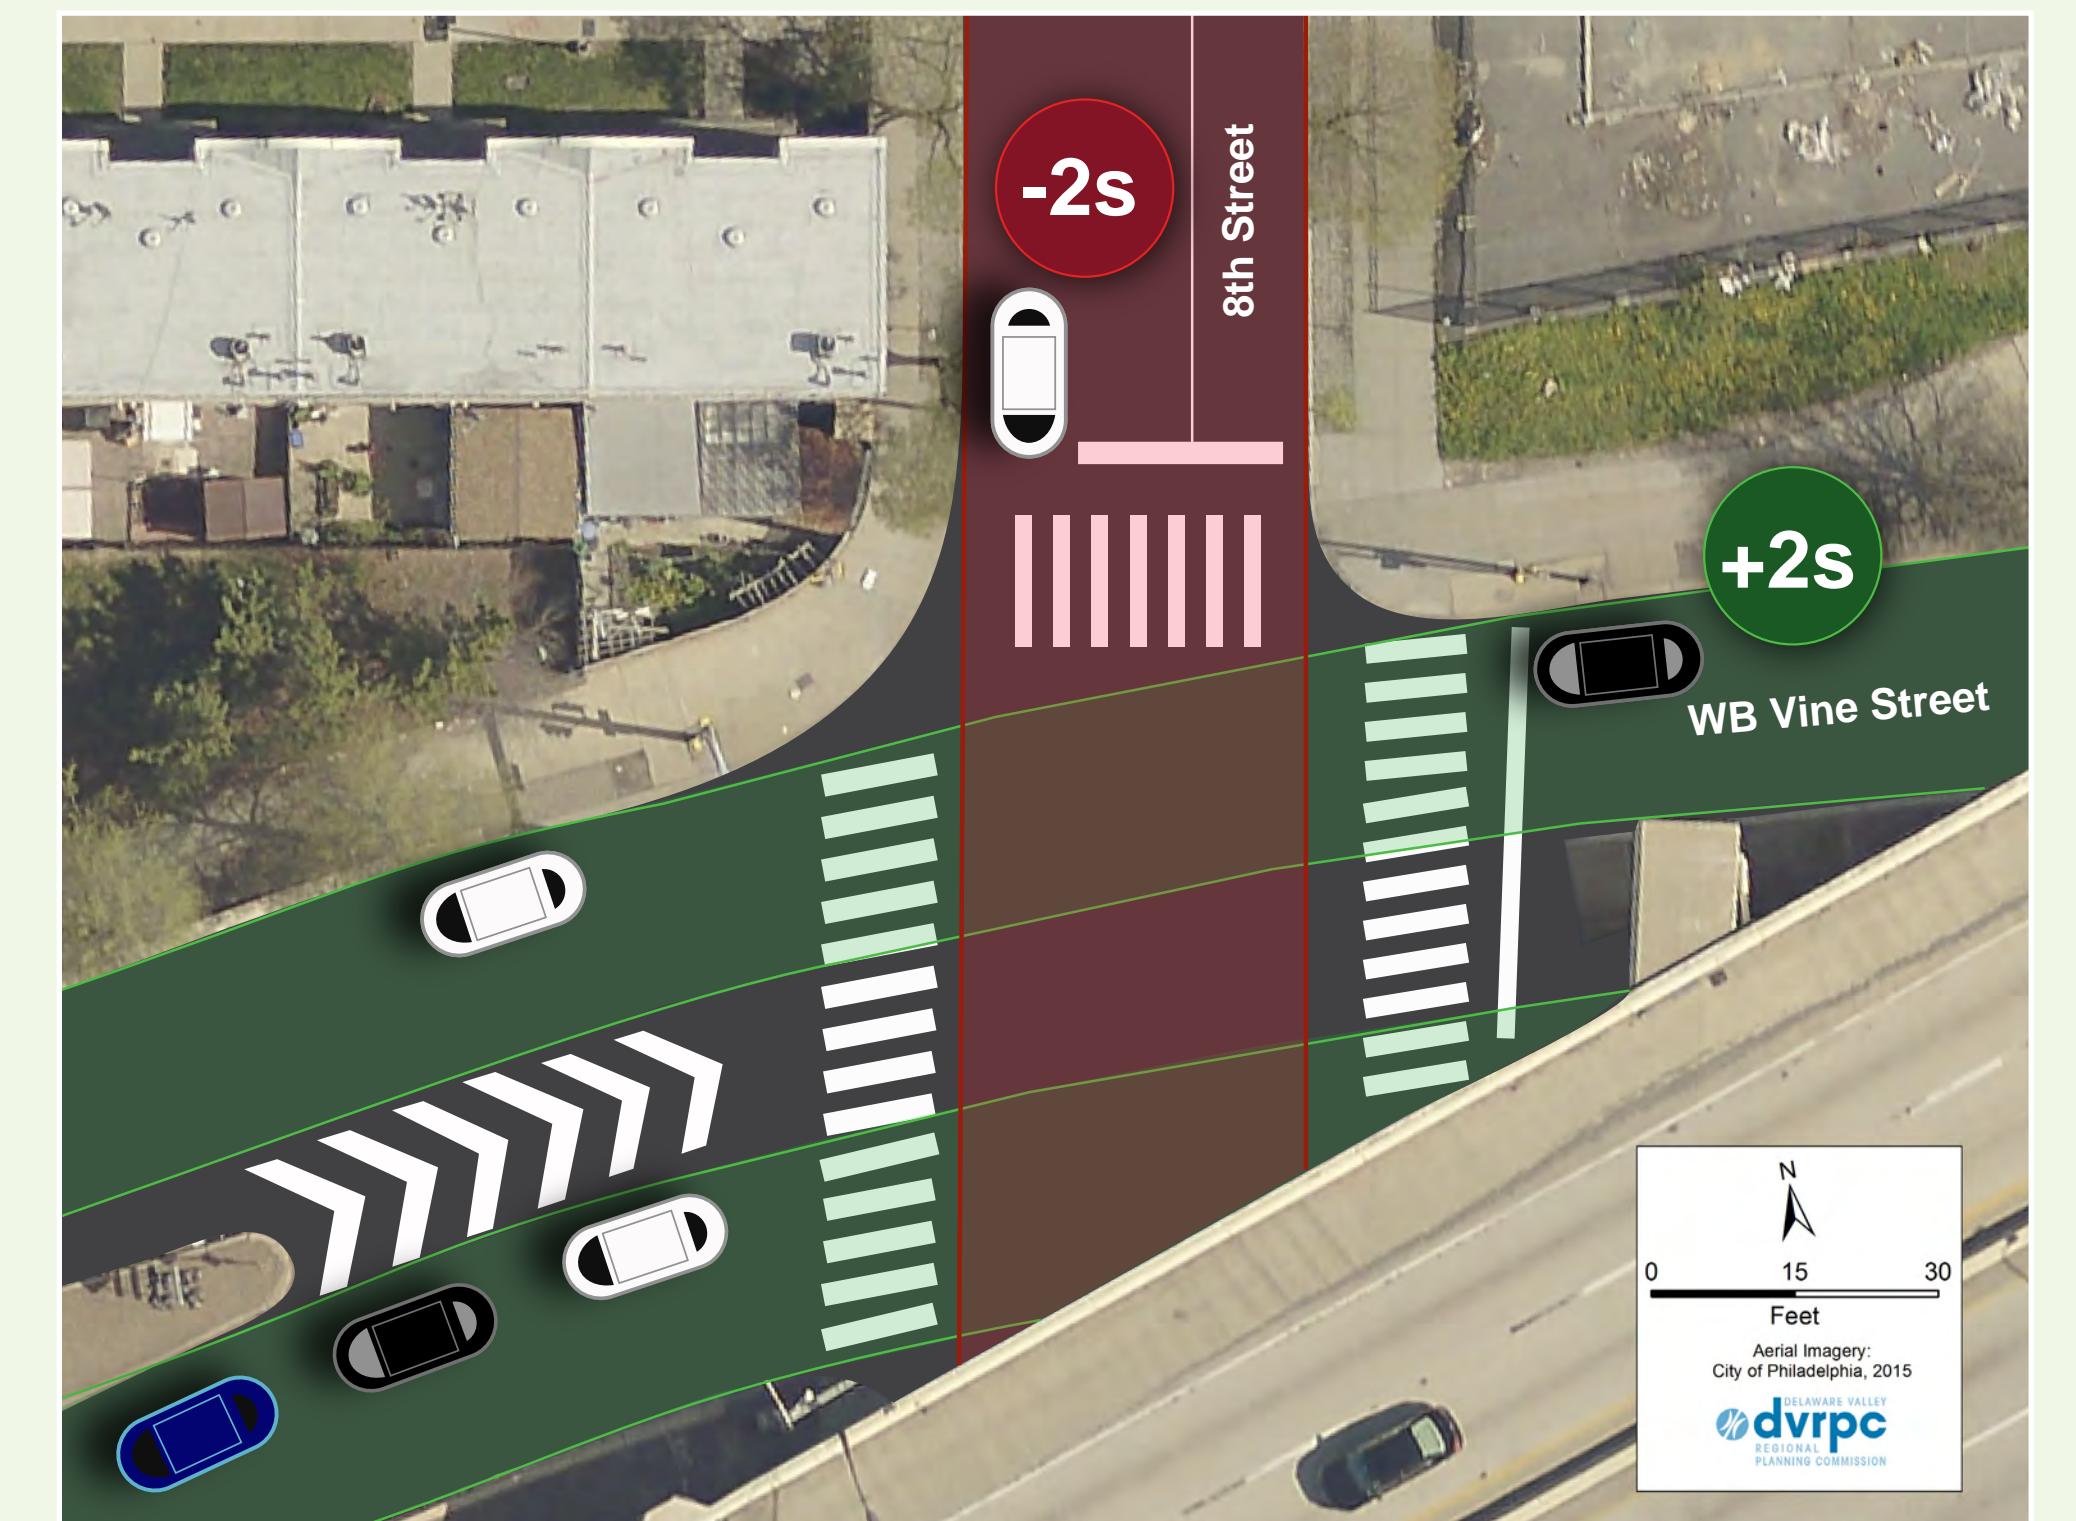 -2s
8th Street
+2s
WB Vine Street
N
0 15 30
Feet
Aerial Imagery:
City of Philadelphia, 2015
DELAWARE VALLEY
dvrpc
REGIONAL
PLANNING COMMISSION